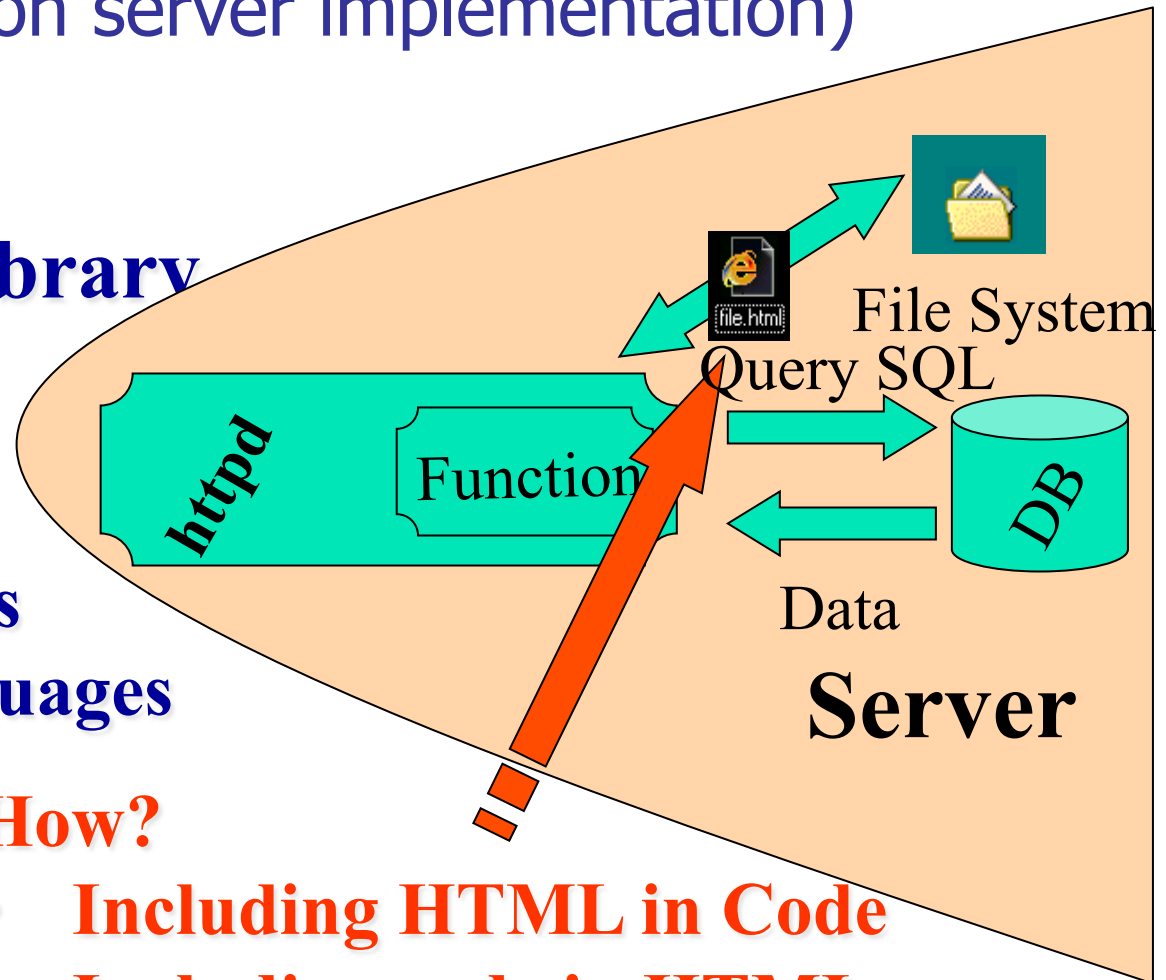 on server implementation)
brary
file.html
File System
Query SQL
httpd
Function
DB
Data
s
uages
Server
How?
Including HTML in Code